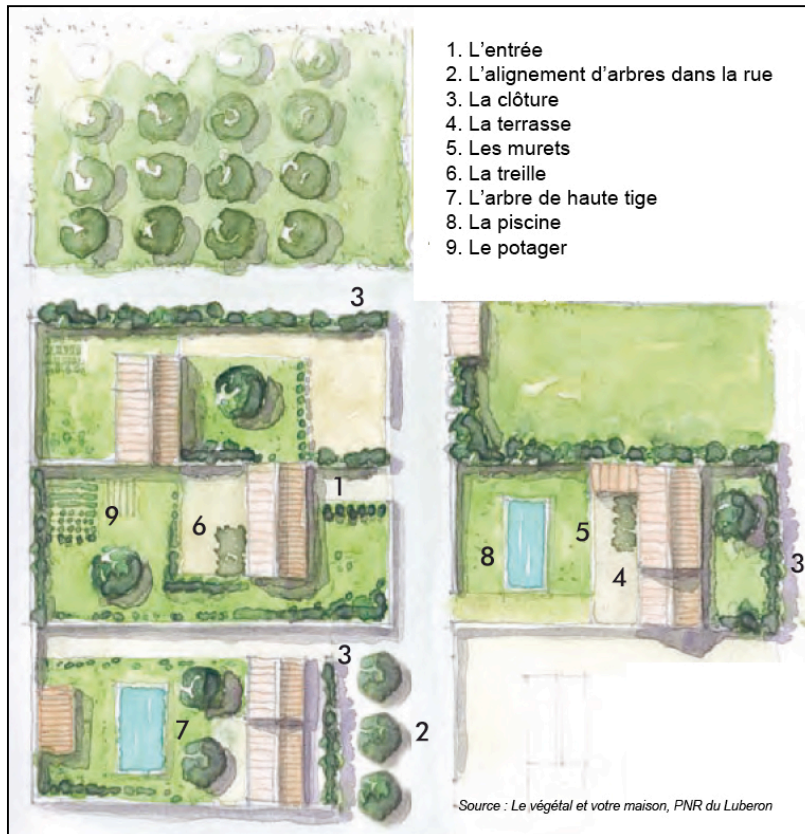 1. L'entrée
2. L'alignement d'arbres dans la rue
3. La clôture
4. La terrasse
5. Les murets
6. La treille
7. L'arbre de haute tige
8. La piscine
9. Le potager
3
1
9
6
5
8
4
3
3
7
2
Source : Le végétal et votre maison, PNR du Luberon